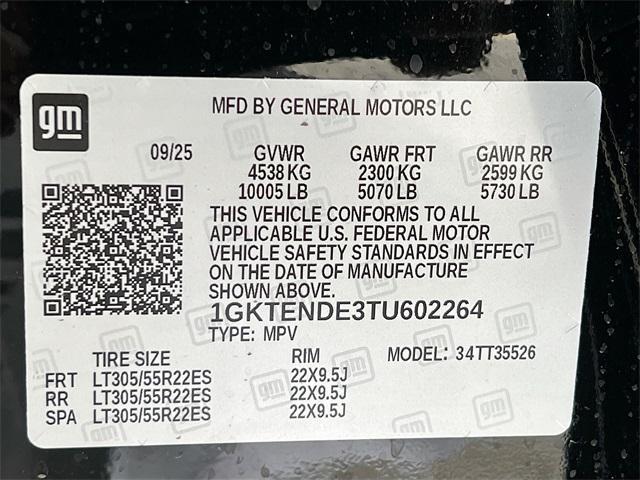 gm
MFD BY GENERAL MOTORS LLC
09/25 GVWR GAWR FRT GAWR RR
4538 KG 2300 KG 2599 KG
10005 LB 5070 LB 5730 LB
THIS VEHICLE CONFORMS TO ALL
APPLICABLE U.S. FEDERAL MOTOR
VEHICLE SAFETY STANDARDS IN EFFECT
ON THE DATE OF MANUFACTURE
SHOWN ABOVE.
1GKTENDE3TU602264
TYPE: MPV
TIRE SIZE RIM MODEL: 34TT35526
FRT LT305/55R22ES 22X9.5J
RR LT305/55R22ES 22X9.5J
SPA LT305/55R22ES 22X9.5J